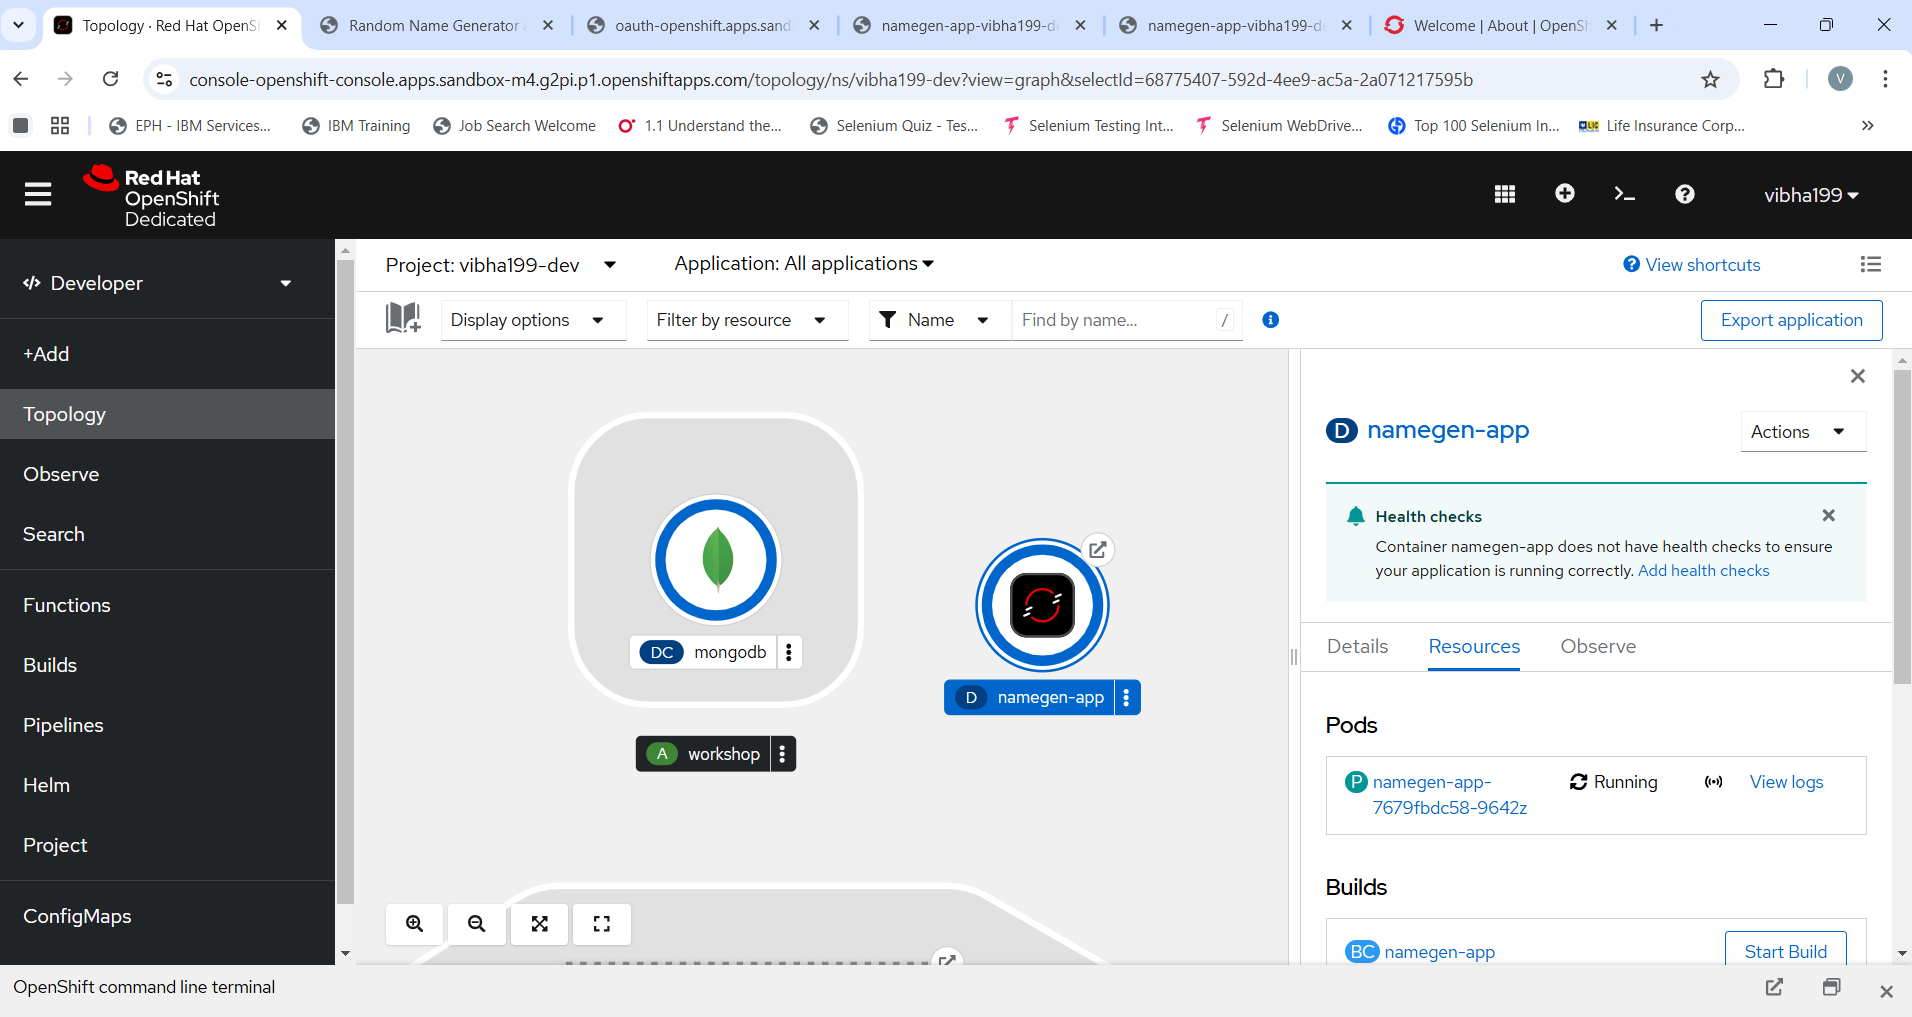 Topology · Red Hat OpenS
Random Name Generator a
oauth-openshift.apps.sand
namegen-app-vibha199-d
namegen-app-vibha199-d
Welcome | About | OpenSh
console-openshift-console.apps.sandbox-m4.g2pi.p1.openshiftapps.com/topology/ns/vibha199-dev?view=graph&selectId=68775407-592d-4ee9-ac5a-2a071217595b
V
EPH - IBM Services...
IBM Training
Job Search Welcome
1.1 Understand the...
Selenium Quiz - Tes...
Selenium Testing Int...
Selenium WebDrive...
Top 100 Selenium In...
LIC
Life Insurance Corp...
Red Hat
OpenShift
Dedicated
vibha199
Developer
+Add
Topology
Observe
Search
Functions
Builds
Pipelines
Helm
Project
ConfigMaps
Project: vibha199-dev
Application: All applications
View shortcuts
Display options
Filter by resource
Name
Find by name...
/
Export application
DC mongodb
A workshop
D namegen-app
D namegen-app
Actions
Health checks
Container namegen-app does not have health checks to ensure
your application is running correctly. Add health checks
Details
Resources
Observe
Pods
P namegen-app-
7679fbdc58-9642z
Running
View logs
Builds
BC namegen-app
Start Build
OpenShift command line terminal